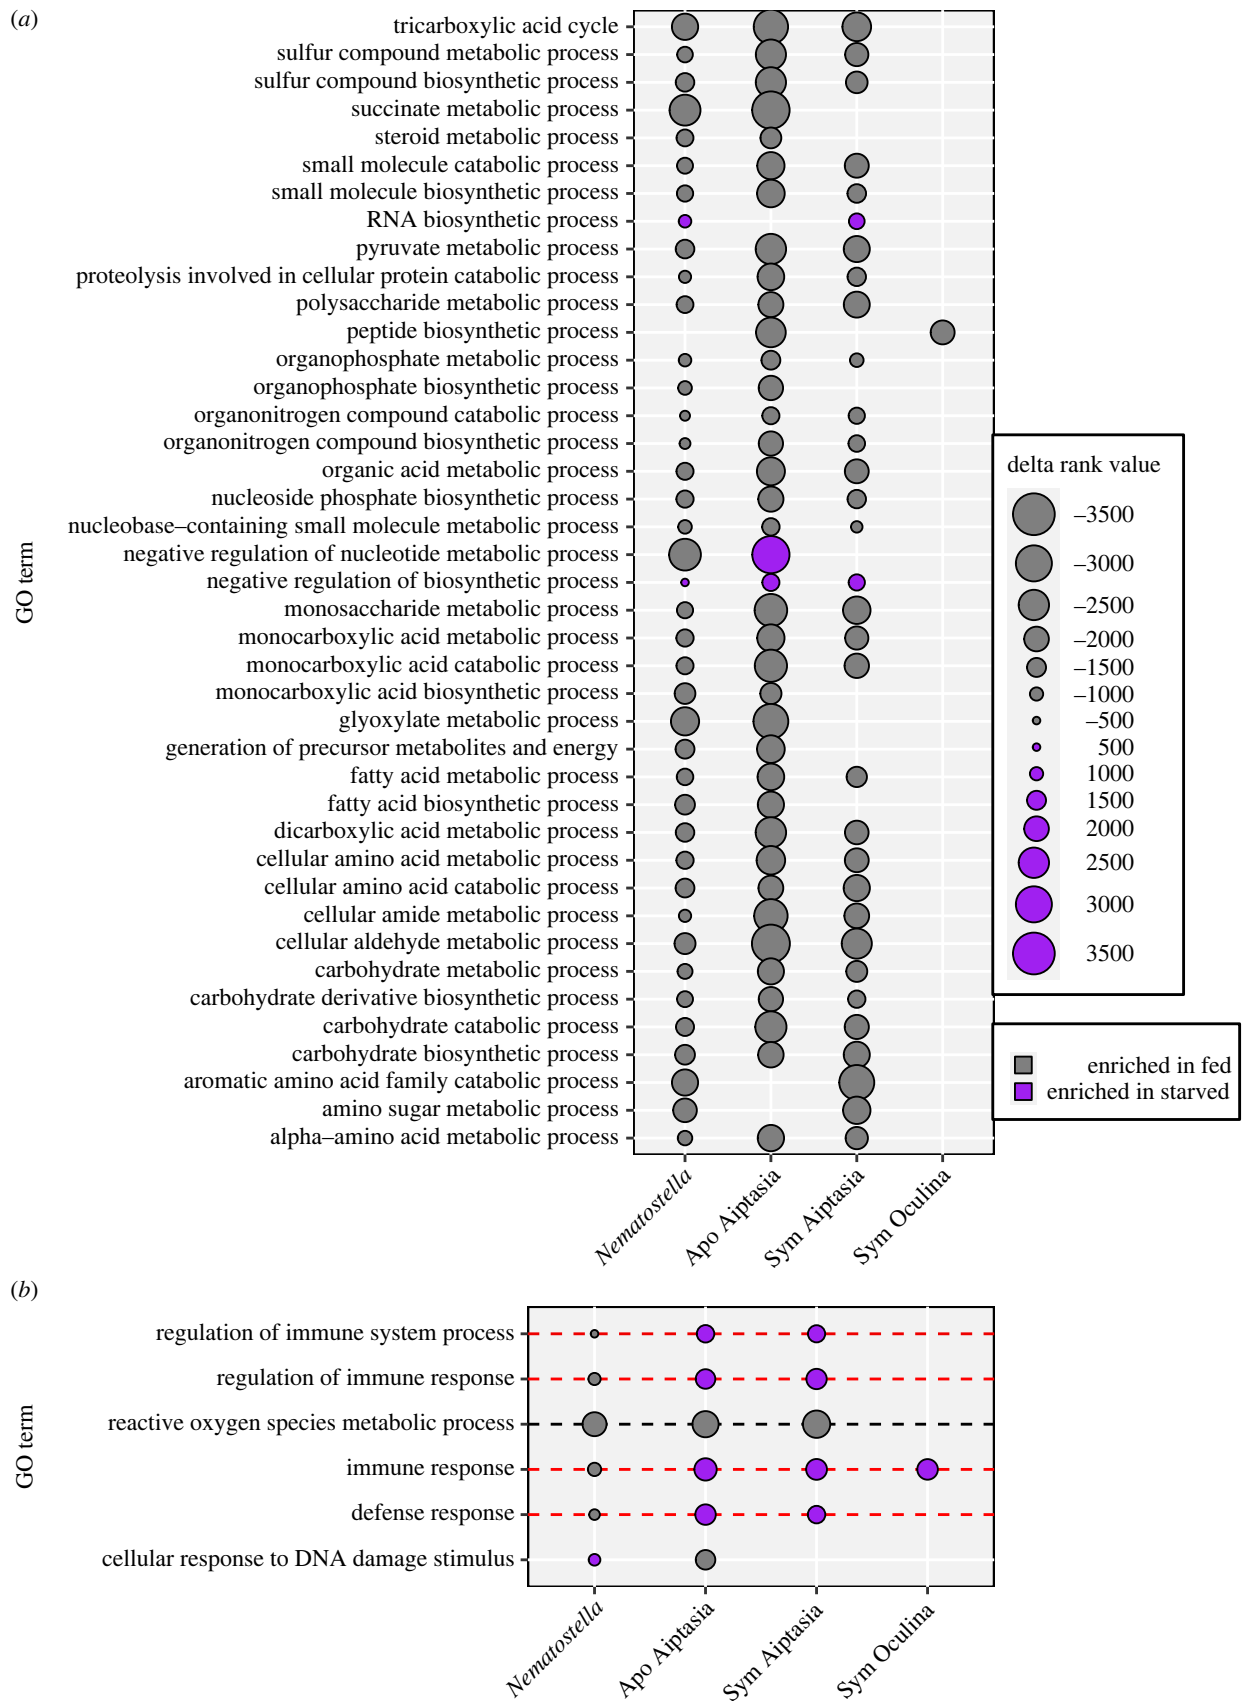 (a)
tricarboxylic acid cycle
sulfur compound metabolic process
sulfur compound biosynthetic process
succinate metabolic process
steroid metabolic process
small molecule catabolic process
small molecule biosynthetic process
RNA biosynthetic process
pyruvate metabolic process
proteolysis involved in cellular protein catabolic process
polysaccharide metabolic process
peptide biosynthetic process
organophosphate metabolic process
organophosphate biosynthetic process
organonitrogen compound catabolic process
organonitrogen compound biosynthetic process
organic acid metabolic process
nucleoside phosphate biosynthetic process
nucleobase–containing small molecule metabolic process
negative regulation of nucleotide metabolic process
negative regulation of biosynthetic process
monosaccharide metabolic process
monocarboxylic acid metabolic process
monocarboxylic acid catabolic process
monocarboxylic acid biosynthetic process
glyoxylate metabolic process
generation of precursor metabolites and energy
fatty acid metabolic process
fatty acid biosynthetic process
dicarboxylic acid metabolic process
cellular amino acid metabolic process
cellular amino acid catabolic process
cellular amide metabolic process
cellular aldehyde metabolic process
carbohydrate metabolic process
carbohydrate derivative biosynthetic process
carbohydrate catabolic process
carbohydrate biosynthetic process
aromatic amino acid family catabolic process
amino sugar metabolic process
alpha–amino acid metabolic process
GO term
Nematostella
Apo Aiptasia
Sym Aiptasia
Sym Oculina
delta rank value
–3500
–3000
–2500
–2000
–1500
–1000
–500
500
1000
1500
2000
2500
3000
3500
enriched in fed
enriched in starved
(b)
regulation of immune system process
regulation of immune response
reactive oxygen species metabolic process
immune response
defense response
cellular response to DNA damage stimulus
GO term
Nematostella
Apo Aiptasia
Sym Aiptasia
Sym Oculina